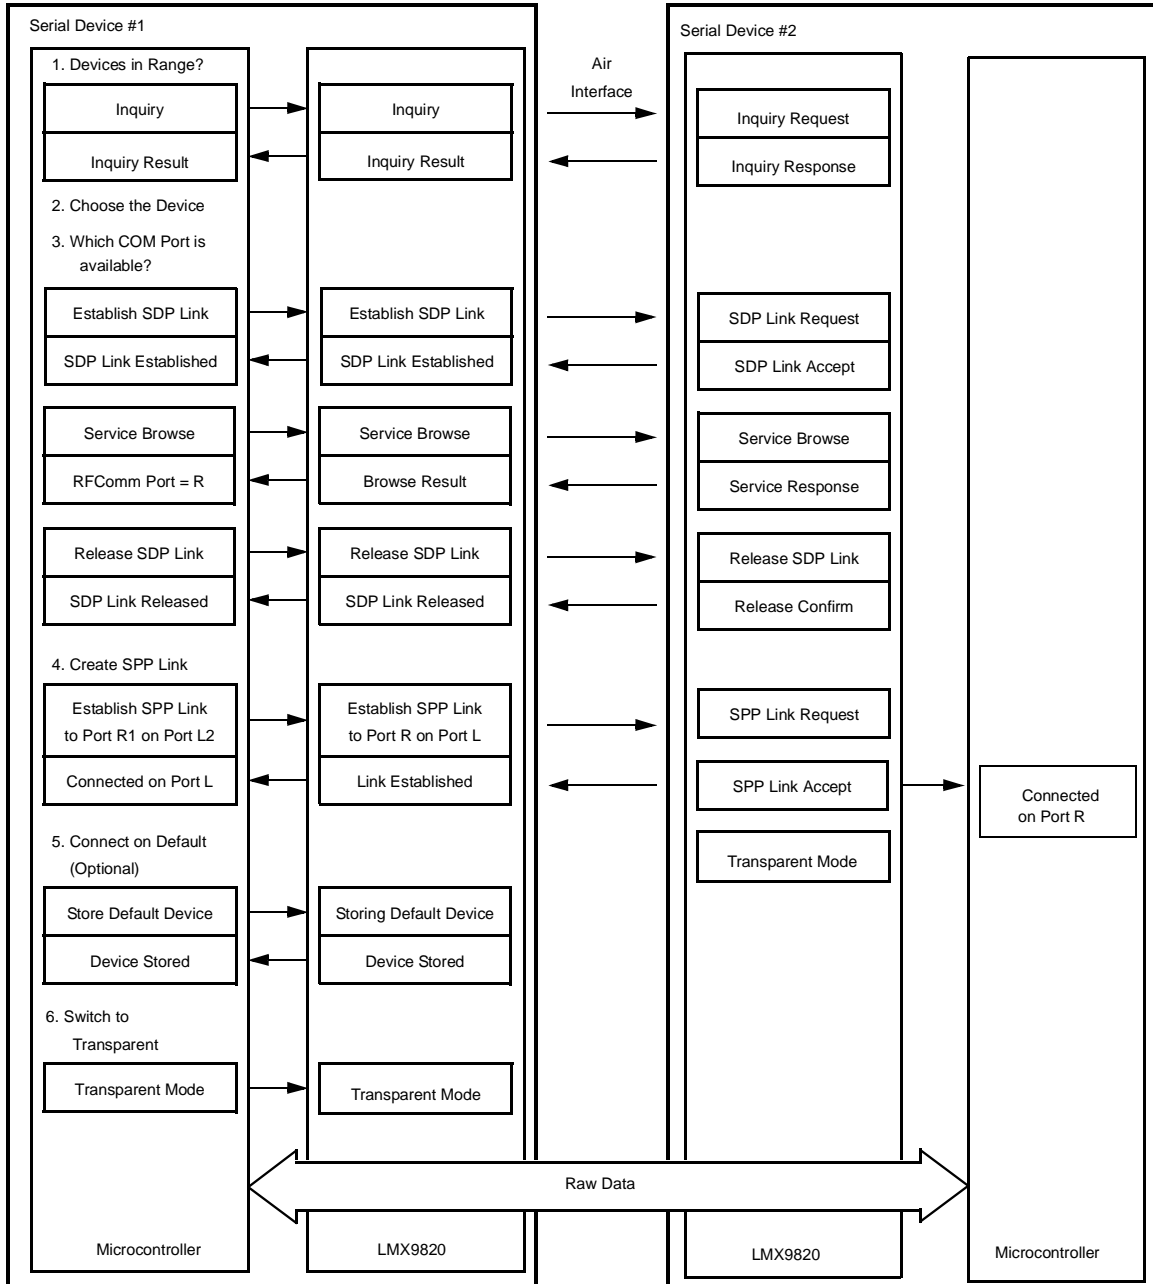 Serial Device #1
Serial Device #2
1. Devices in Range?
Air
Interface
Inquiry
Inquiry
Inquiry Request
Inquiry Result
Inquiry Result
Inquiry Response
2. Choose the Device
3. Which COM Port is
available?
Establish SDP Link
Establish SDP Link
SDP Link Request
SDP Link Established
SDP Link Established
SDP Link Accept
Service Browse
Service Browse
Service Browse
RFComm Port = R
Browse Result
Service Response
Release SDP Link
Release SDP Link
Release SDP Link
SDP Link Released
SDP Link Released
Release Confirm
4. Create SPP Link
Establish SPP Link
to Port R1 on Port L2
Establish SPP Link
to Port R on Port L
SPP Link Request
Connected on Port L
Link Established
SPP Link Accept
Connected
on Port R
5. Connect on Default
(Optional)
Transparent Mode
Store Default Device
Storing Default Device
Device Stored
Device Stored
6. Switch to
Transparent
Transparent Mode
Transparent Mode
Raw Data
Microcontroller
LMX9820
LMX9820
Microcontroller